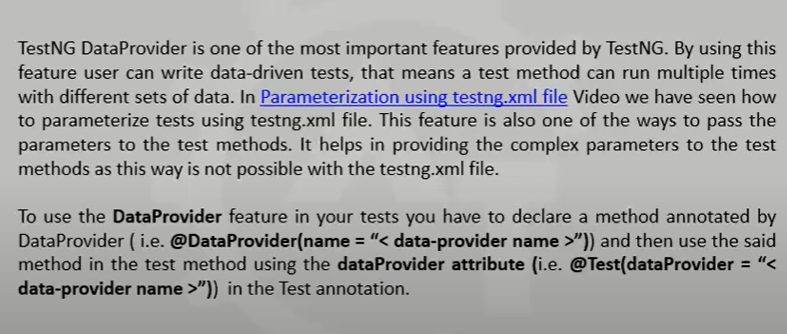 TestNG DataProvider is one of the most important features provided by TestNG. By using this
feature user can write data-driven tests, that means a test method can run multiple times
with different sets of data. In Parameterization using testng.xml file Video we have seen how
to parameterize tests using testng.xml file. This feature is also one of the ways to pass the
parameters to the test methods. It helps in providing the complex parameters to the test
methods as this way is not possible with the testng.xml file.
To use the DataProvider feature in your tests you have to declare a method annotated by
DataProvider ( i.e. @DataProvider(name = “< data-provider name >”)) and then use the said
method in the test method using the dataProvider attribute (i.e. @Test(dataProvider = “<
data-provider name >”)) in the Test annotation.